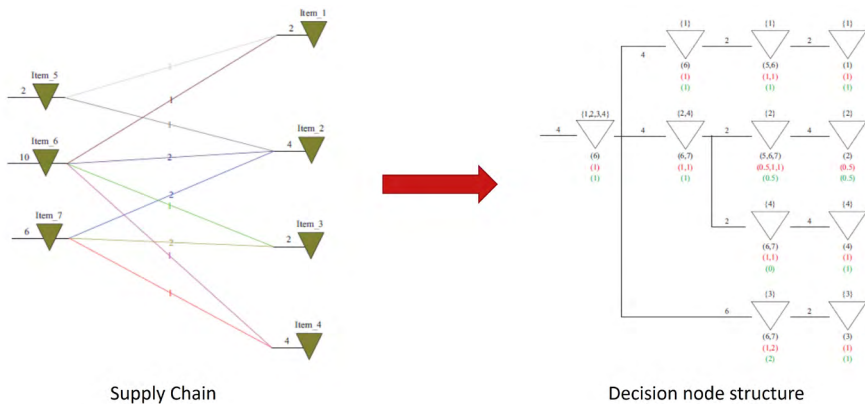 Item_1
2
Item_5
2
1
1
1
Item_2
4
Item_6
10
2
2
1
Item_7
6
Item_3
2
2
1
1
Item_4
4
Supply Chain
{1} {1} {1}
4 2 2
(6) (5,6) (1)
(1) (1,1) (1)
(1) (1) (1)
{1,2,3,4} {2,4} {2} {2}
4 4 2 4
(6) (6,7) (5,6,7) (2)
(1) (1,1) (0.5,1,1) (0.5)
(1) (1) (0.5) (0.5)
{4} {4}
2 4
(6,7) (4)
(1,1) (1)
(0) (1)
{3} {3}
6 2
(6,7) (3)
(1,2) (1)
(2) (1)
Decision node structure